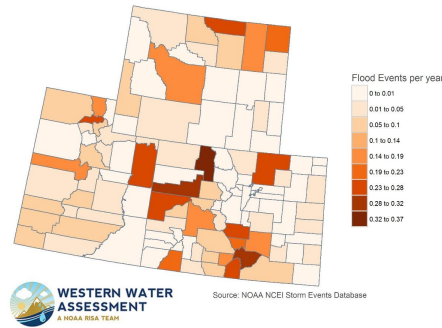 Flood Events per year
0 to 0.01
0.01 to 0.05
0.05 to 0.1
0.1 to 0.14
0.14 to 0.19
0.19 to 0.23
0.23 to 0.28
0.28 to 0.32
0.32 to 0.37
WESTERN WATER
ASSESSMENT
A NOAA RISA TEAM
Source: NOAA NCEI Storm Events Database